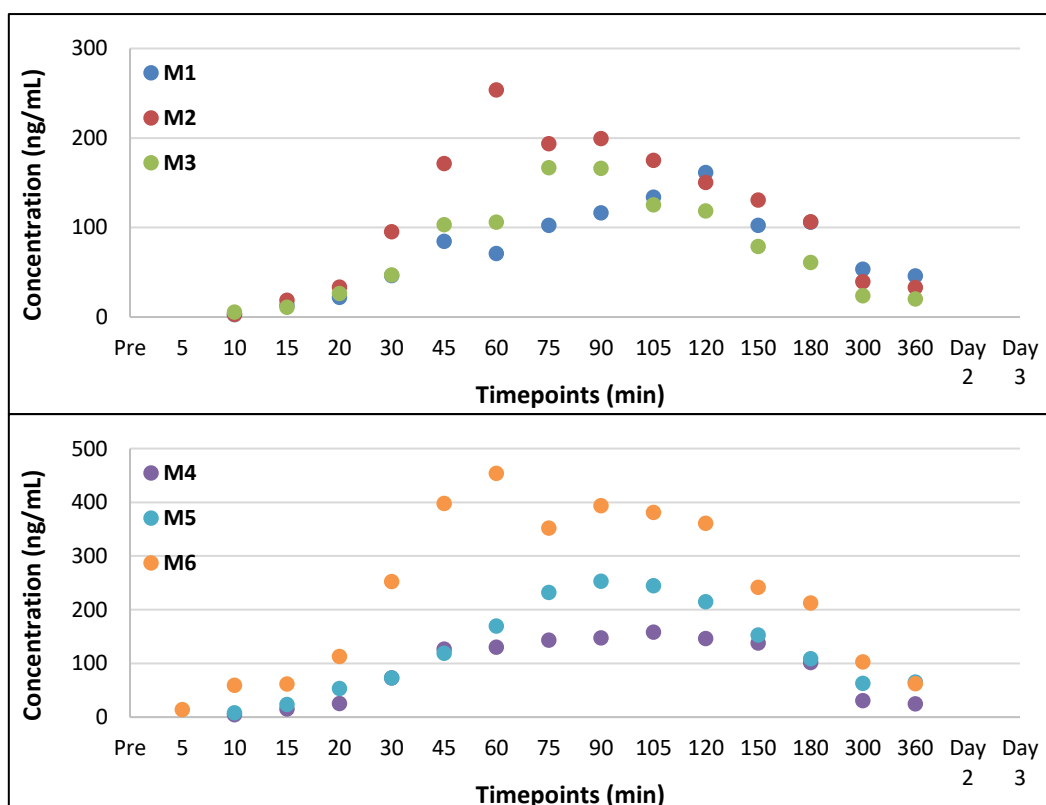 300
M1
M2
200
M3
100
0
Concentration (ng/mL)
Pre 5 10 15 20 30 45 60 75 90 105 120 150 180 300 360 Day Day
2 3
Timepoints (min)
500
M4
400
M5
M6
300
200
100
0
Concentration (ng/mL)
Pre 5 10 15 20 30 45 60 75 90 105 120 150 180 300 360 Day Day
2 3
Timepoints (min)